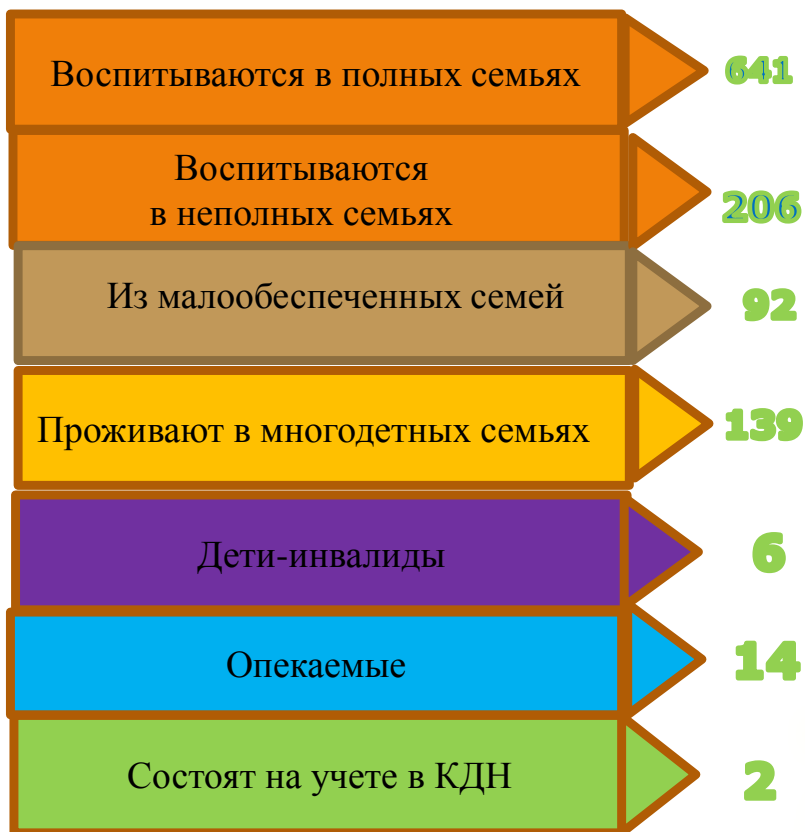 Воспитываются в полных семьях
641
Воспитываются
в неполных семьях
206
Из малообеспеченных семей
92
Проживают в многодетных семьях
139
Дети-инвалиды
6
Опекаемые
14
Состоят на учете в КДН
2